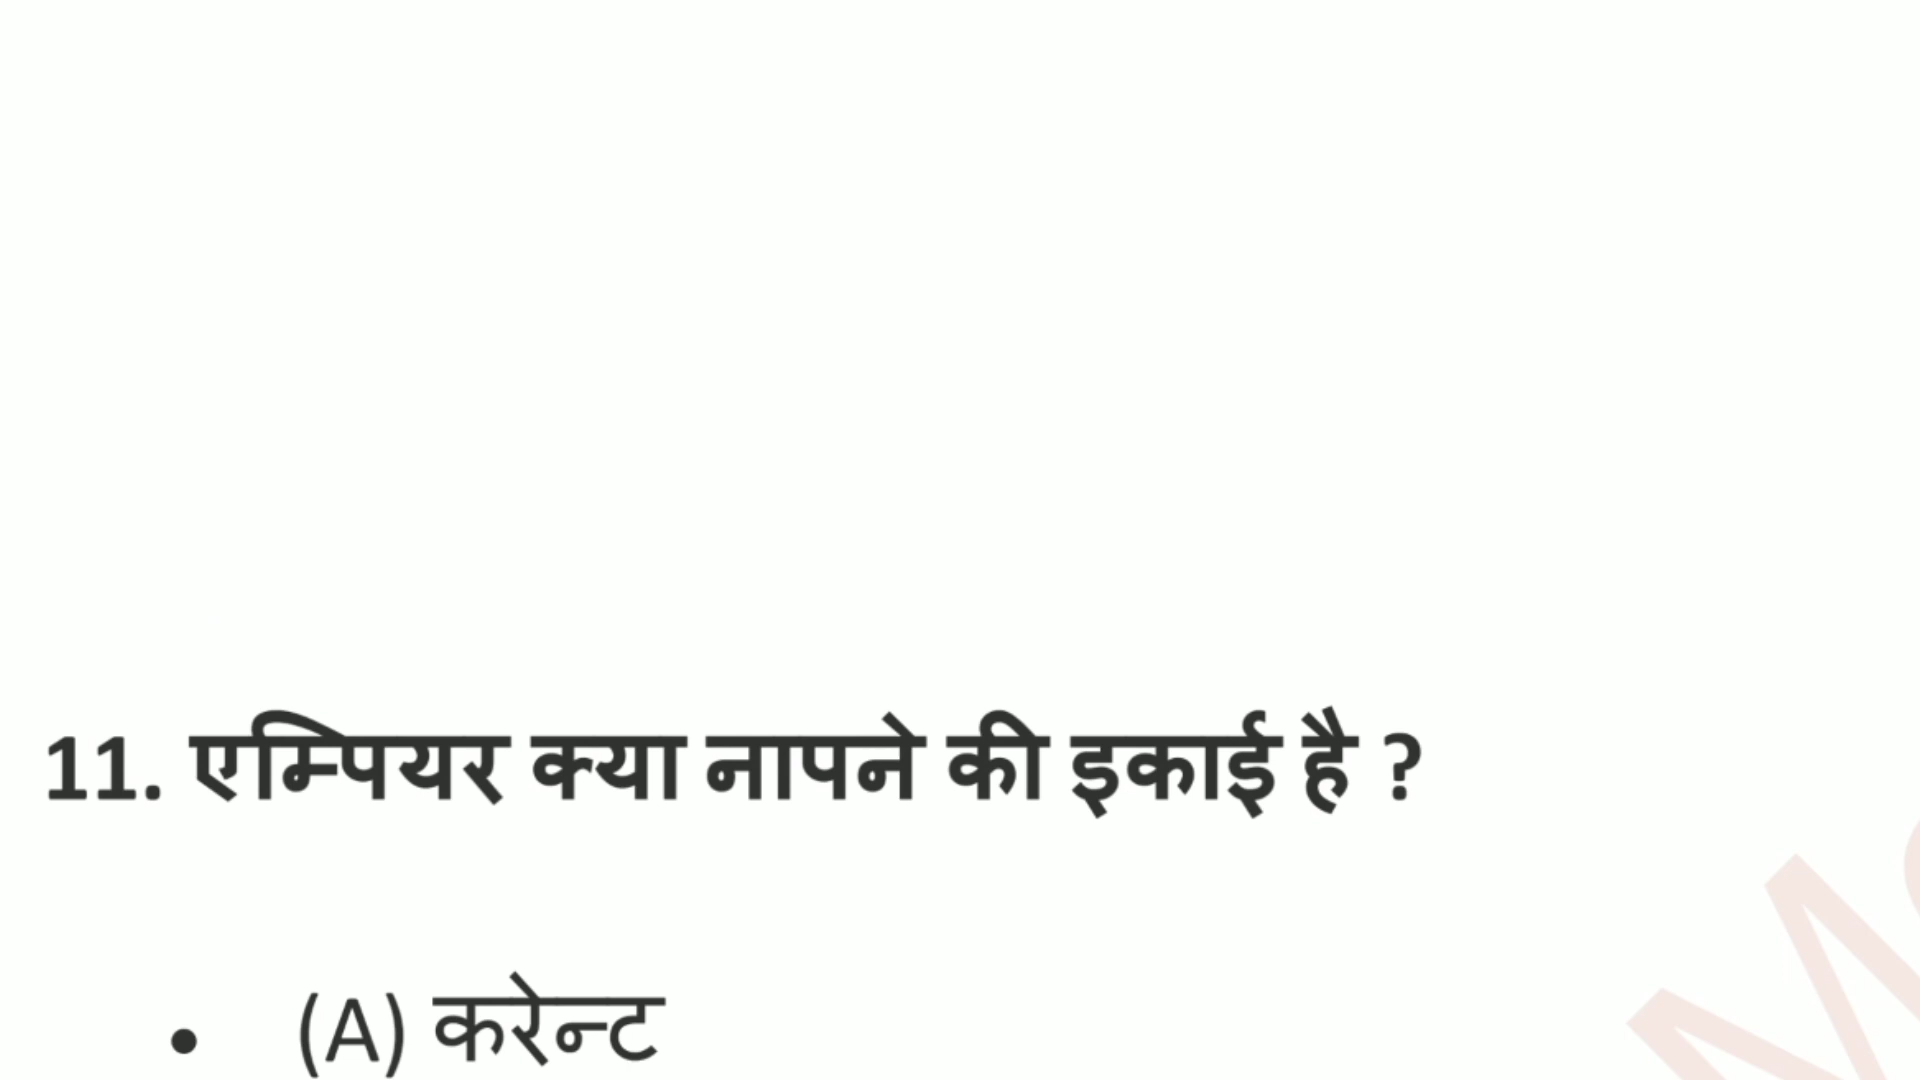 11. एम्पियर क्या नापने की इकाई है ?
• (A) करेन्ट